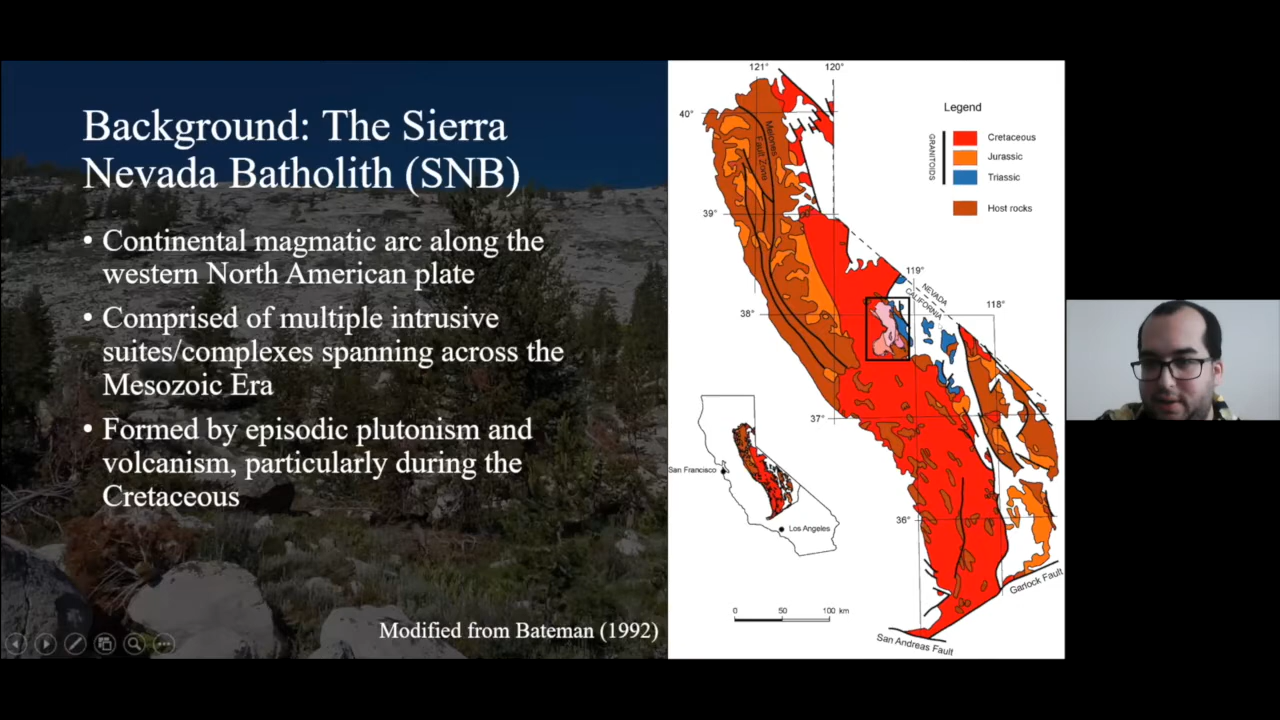 Background: The Sierra
Nevada Batholith (SNB)
• Continental magmatic arc along the
western North American plate
• Comprised of multiple intrusive
suites/complexes spanning across the
Mesozoic Era
• Formed by episodic plutonism and
volcanism, particularly during the
Cretaceous
Modified from Bateman (1992)
121°
120°
40°
Melones
Fault Zone
39°
119°
NEVADA
CALIFORNIA
118°
38°
37°
36°
Legend
GRANITOIDS
Cretaceous
Jurassic
Triassic
Host rocks
San Francisco
Los Angeles
0 50 100 km
Garlock Fault
San Andreas Fault